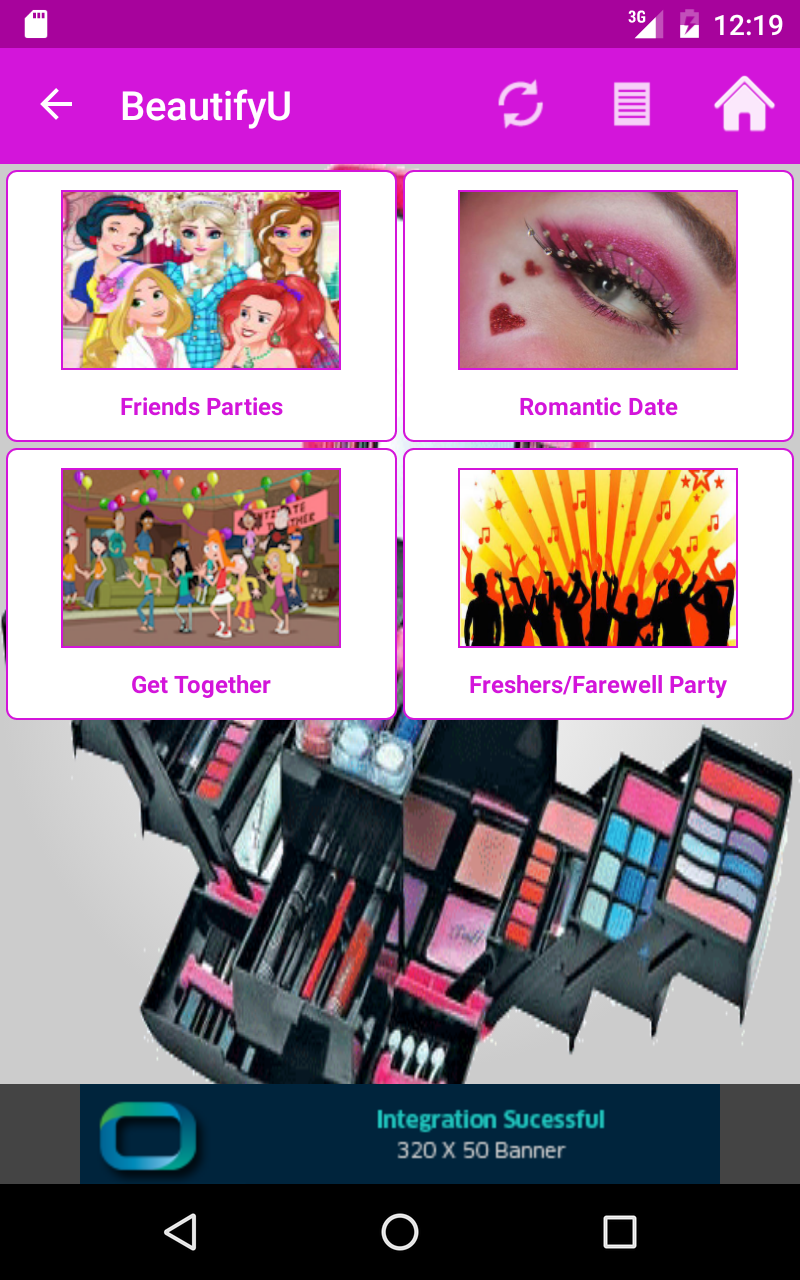 3G 12:19
BeautifyU
Friends Parties
Romantic Date
Get Together
Freshers/Farewell Party
Integration Sucessful
320 X 50 Banner